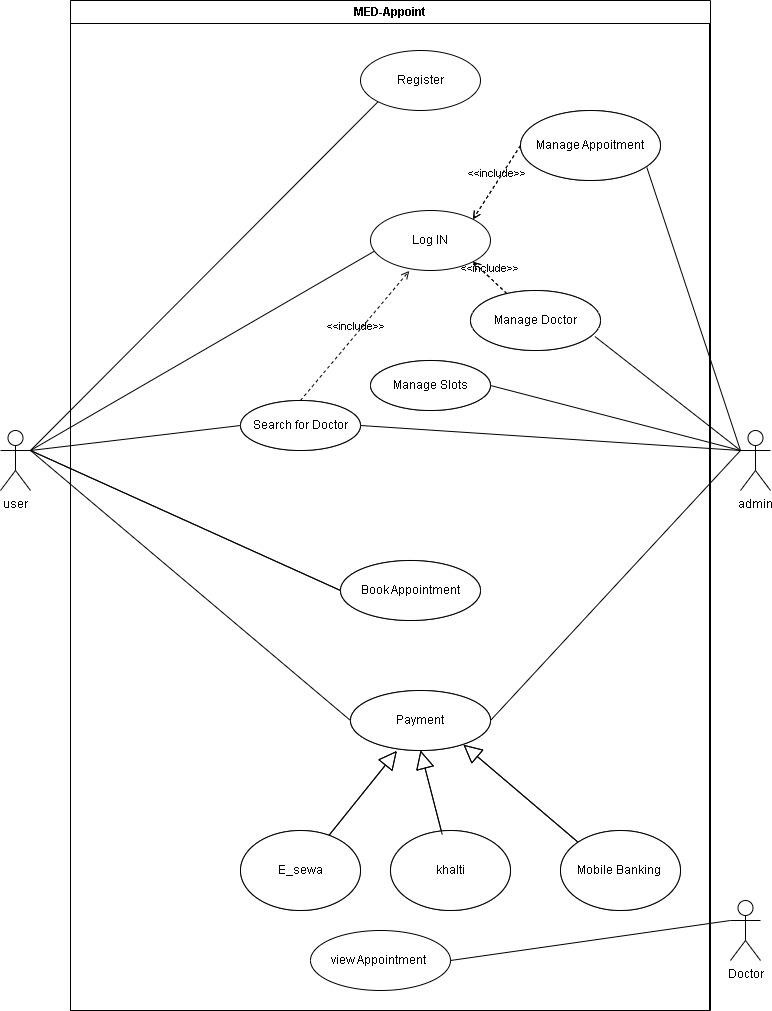 MED-Appoint
Register
Manage Appoitment
<<include>>
Log IN
<<include>>
Manage Doctor
<<include>>
Manage Slots
Search for Doctor
user
admin
Book Appointment
Payment
E_sewa
khalti
Mobile Banking
view Appointment
Doctor